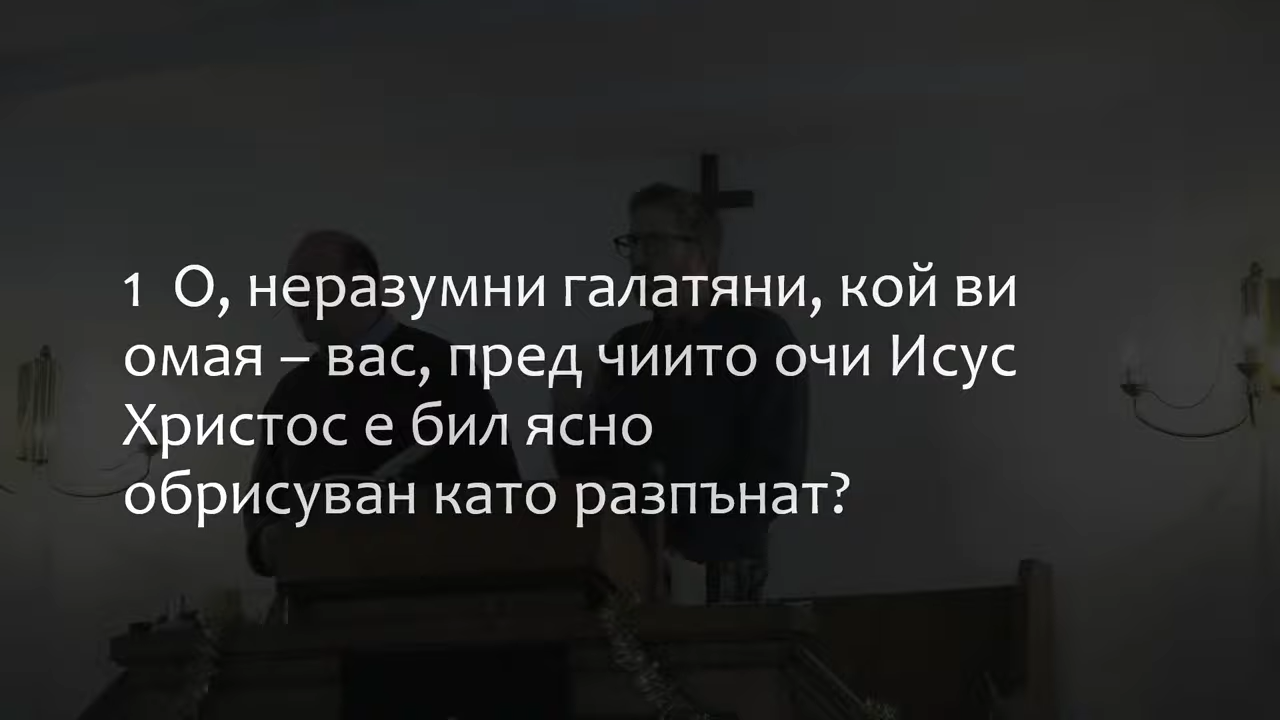 1 О, неразумни галатяни, кой ви
омая – вас, пред чиито очи Исус
Христос е бил ясно
обрисуван като разпънат?